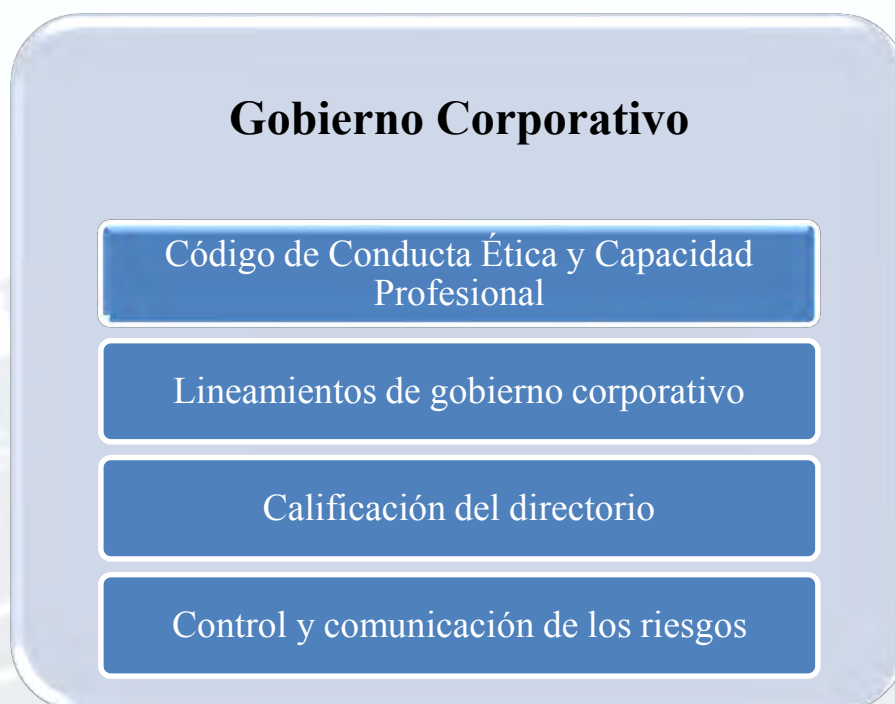 Gobierno Corporativo
Código de Conducta Ética y Capacidad
Profesional
Lineamientos de gobierno corporativo
Calificación del directorio
Control y comunicación de los riesgos